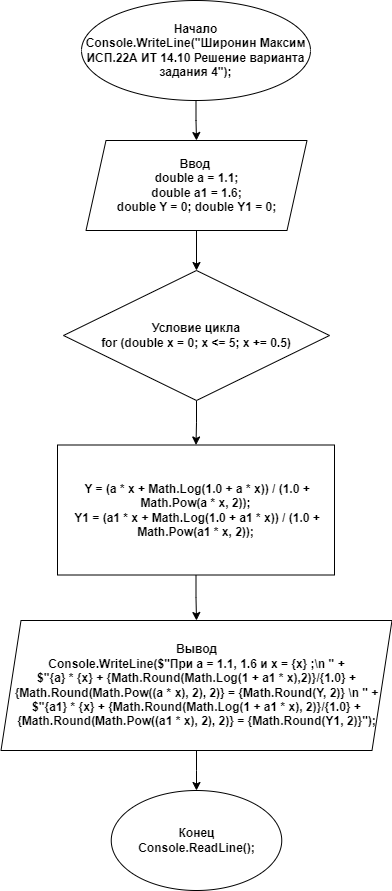 Начало
Console.WriteLine("Широнин Максим
ИСП.22А ИТ 14.10 Решение варианта
задания 4");
Ввод
double a = 1.1;
double a1 = 1.6;
double Y = 0; double Y1 = 0;
Условие цикла
for (double x = 0; x <= 5; x += 0.5)
Y = (a * x + Math.Log(1.0 + a * x)) / (1.0 +
Math.Pow(a * x, 2));
Y1 = (a1 * x + Math.Log(1.0 + a1 * x)) / (1.0 +
Math.Pow(a1 * x, 2));
Вывод
Console.WriteLine($"При a = 1.1, 1.6 и x = {x} ;\n " +
$"{a} * {x} + {Math.Round(Math.Log(1 + a1 * x),2)}/{1.0} +
{Math.Round(Math.Pow((a * x), 2), 2)} = {Math.Round(Y, 2)} \n " +
$"{a1} * {x} + {Math.Round(Math.Log(1 + a1 * x), 2)}/{1.0} +
{Math.Round(Math.Pow((a1 * x), 2), 2)} = {Math.Round(Y1, 2)}");
Конец
Console.ReadLine();